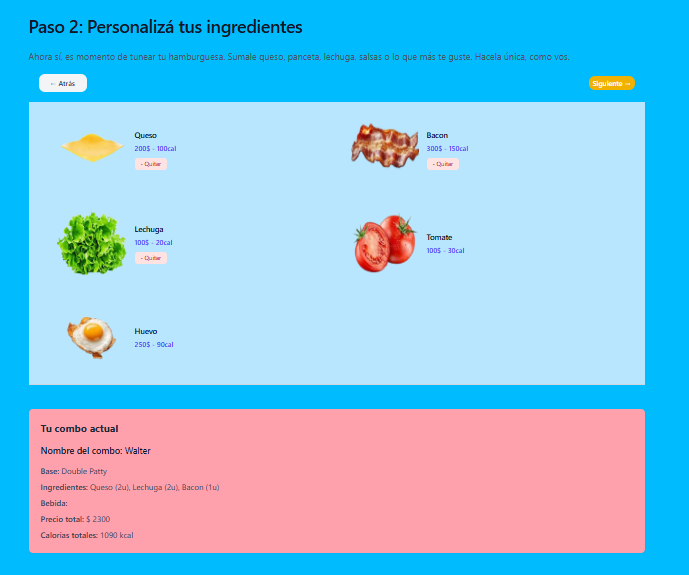 Paso 2: Personalizá tus ingredientes
Ahora sí, es momento de tunear tu hamburguesa. Sumale queso, panceta, lechuga, salsas o lo que más te guste. Hacela única, como vos.
← Atrás
Siguiente →
Queso
200$ - 100cal
- Quitar
Bacon
300$ - 150cal
- Quitar
Lechuga
100$ - 20cal
- Quitar
Tomate
100$ - 30cal
Huevo
250$ - 90cal
Tu combo actual
Nombre del combo: Walter
Base: Double Patty
Ingredientes: Queso (2u), Lechuga (2u), Bacon (1u)
Bebida:
Precio total: $ 2300
Calorías totales: 1090 kcal